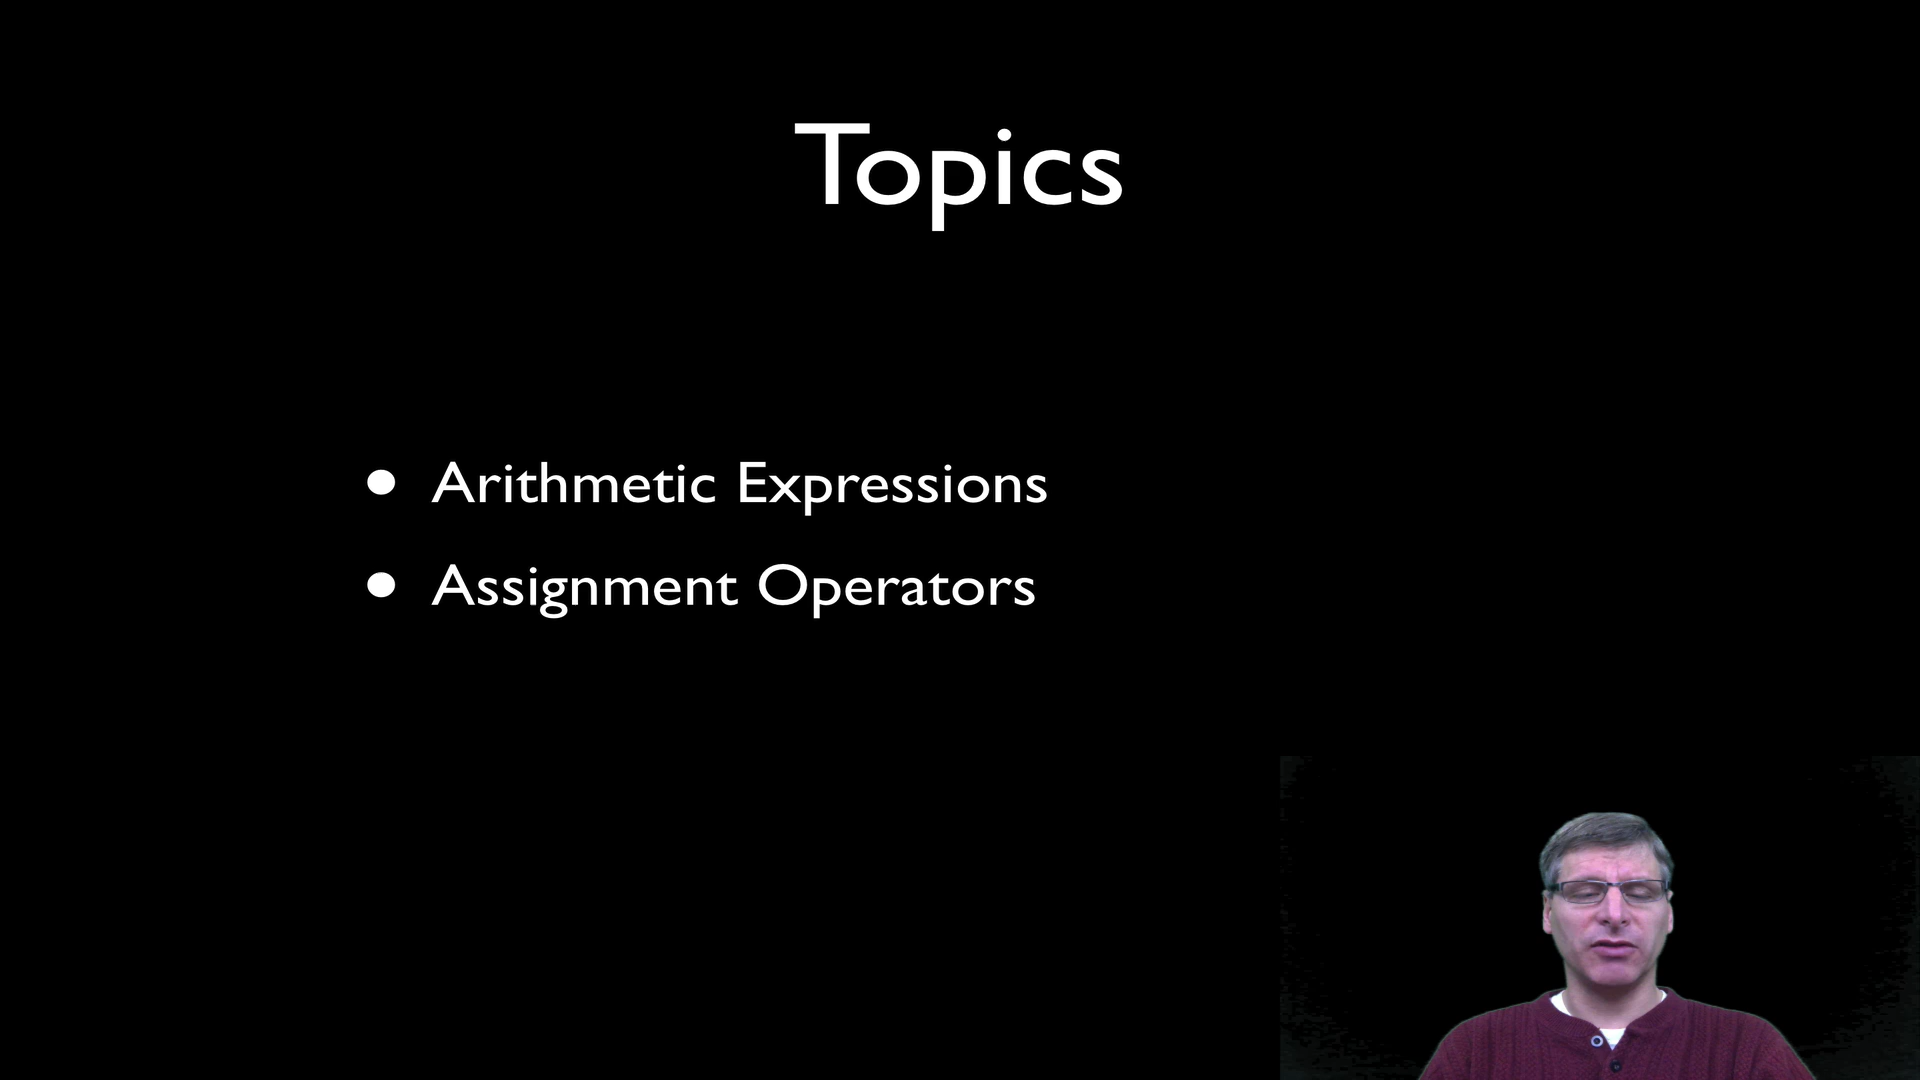 Topics
• Arithmetic Expressions
• Assignment Operators